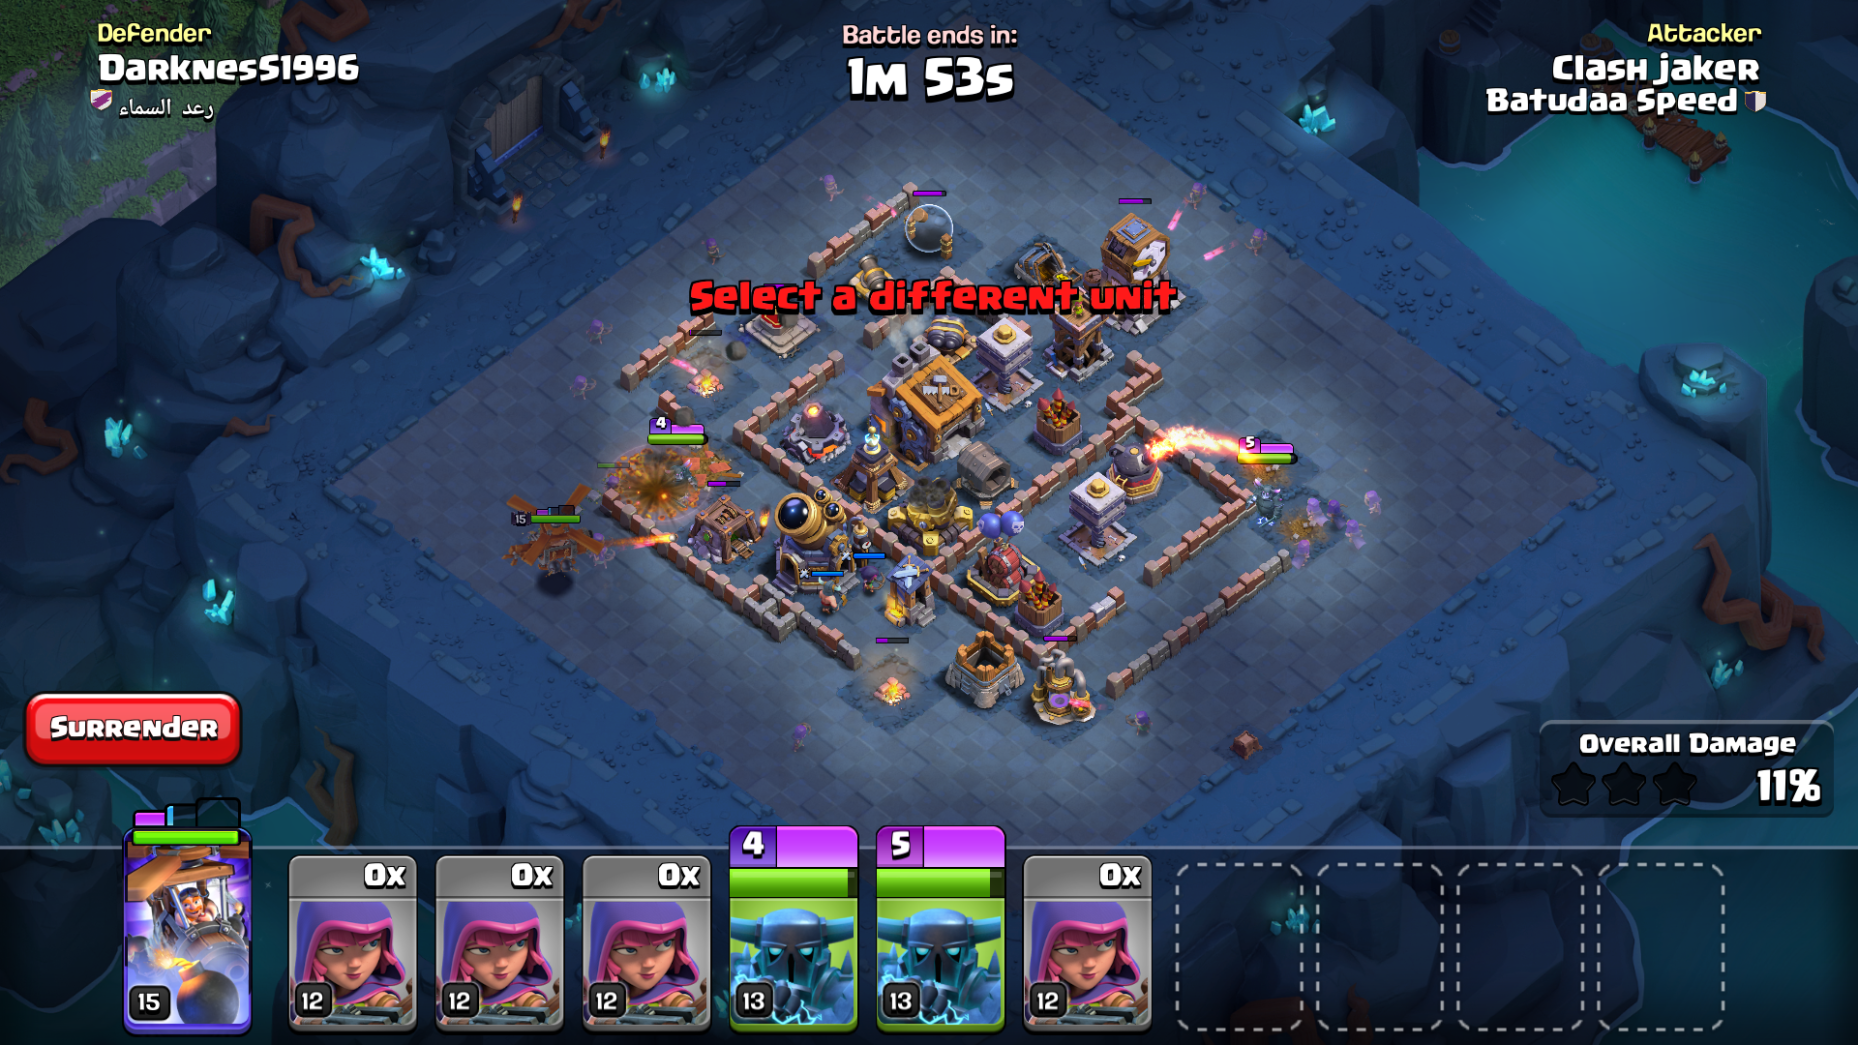 Defender
DarknesS1996
رعد السماء
Battle ends in:
1M 53s
Attacker
Clash jaker
Batudaa Speed
Select a different unit
4
5
15
Surrender
Overall Damage
11%
15
0x
12
0x
12
0x
12
4
13
5
13
0x
12